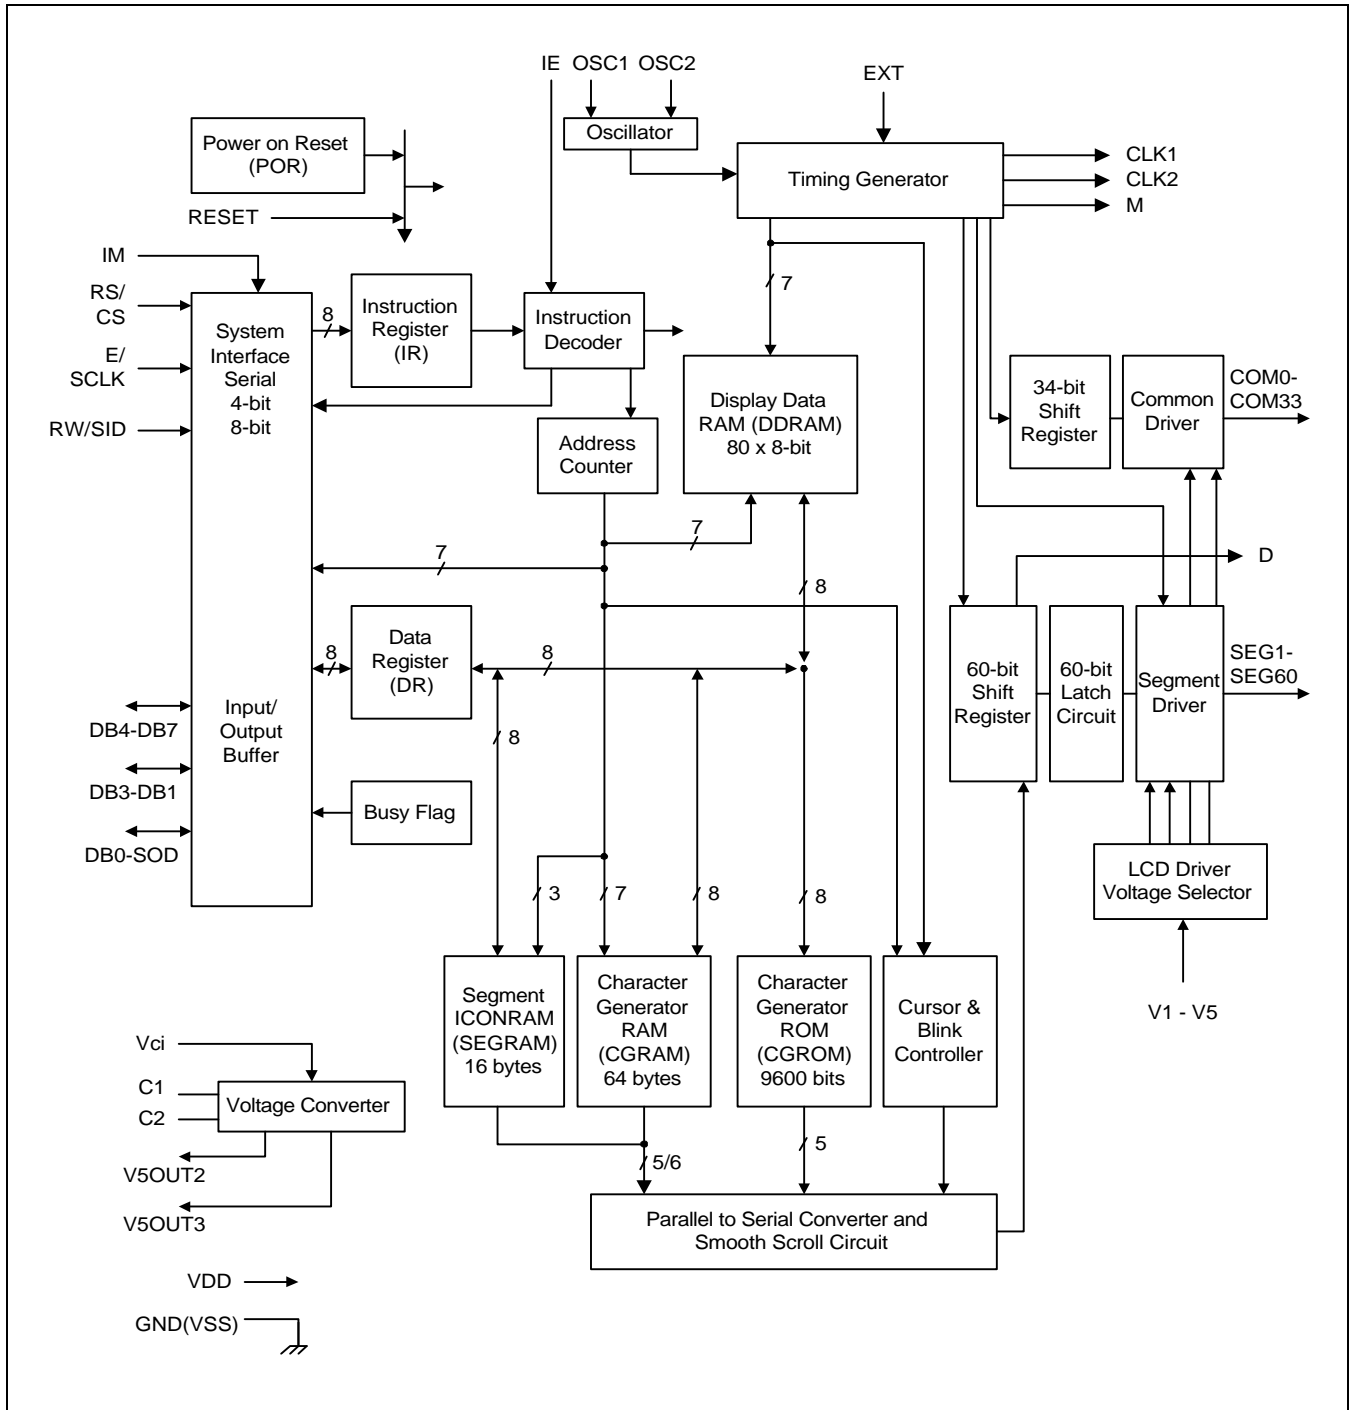 IE OSC1 OSC2
EXT
Power on Reset
(POR)
Oscillator
Timing Generator
CLK1
CLK2
M
RESET
IM
RS/
CS
E/
SCLK
RW/SID
System
Interface
Serial
4-bit
8-bit
8
Instruction
Register
(IR)
Instruction
Decoder
7
Address
Counter
Display Data
RAM (DDRAM)
80 x 8-bit
34-bit
Shift
Register
Common
Driver
COM0-
COM33
7
7
8
D
8
Data
Register
(DR)
8
60-bit
Shift
Register
60-bit
Latch
Circuit
Segment
Driver
SEG1-
SEG60
Input/
Output
Buffer
DB4-DB7
DB3-DB1
DB0-SOD
8
Busy Flag
3
7
8
8
LCD Driver
Voltage Selector
V1 - V5
Segment
ICONRAM
(SEGRAM)
16 bytes
Character
Generator
RAM
(CGRAM)
64 bytes
Character
Generator
ROM
(CGROM)
9600 bits
Cursor &
Blink
Controller
Vci
C1
C2
Voltage Converter
V5OUT2
V5OUT3
5/6
5
Parallel to Serial Converter and
Smooth Scroll Circuit
VDD
GND(VSS)